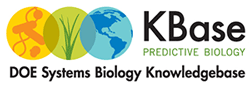 KBase
PREDICTIVE BIOLOGY
DOE Systems Biology Knowledgebase